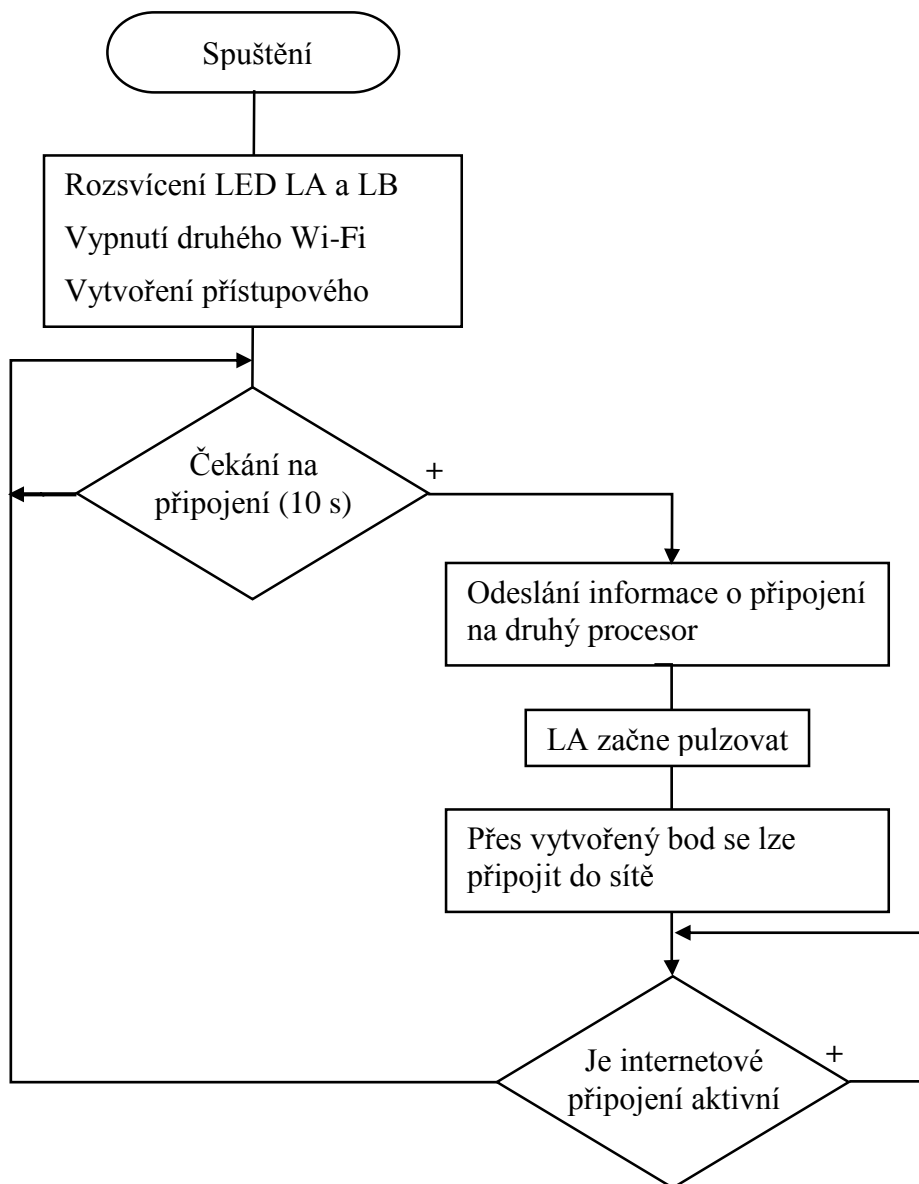 Spuštění
Rozsvícení LED LA a LB
Vypnutí druhého Wi-Fi
Vytvoření přístupového
Čekání na
připojení (10 s)
+
Odeslání informace o připojení
na druhý procesor
LA začne pulzovat
Přes vytvořený bod se lze
připojit do sítě
Je internetové
připojení aktivní
+